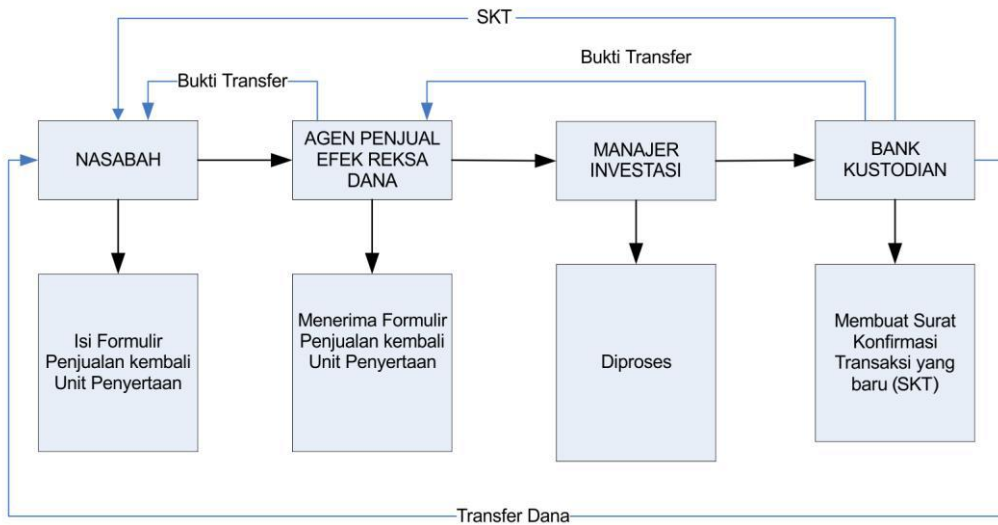 SKT
Bukti Transfer
Bukti Transfer
NASABAH
AGEN PENJUAL
EFEK REKSA
DANA
MANAJER
INVESTASI
BANK
KUSTODIAN
Isi Formulir
Penjualan kembali
Unit Penyertaan
Menerima Formulir
Penjualan kembali
Unit Penyertaan
Diproses
Membuat Surat
Konfirmasi
Transaksi yang
baru (SKT)
Transfer Dana